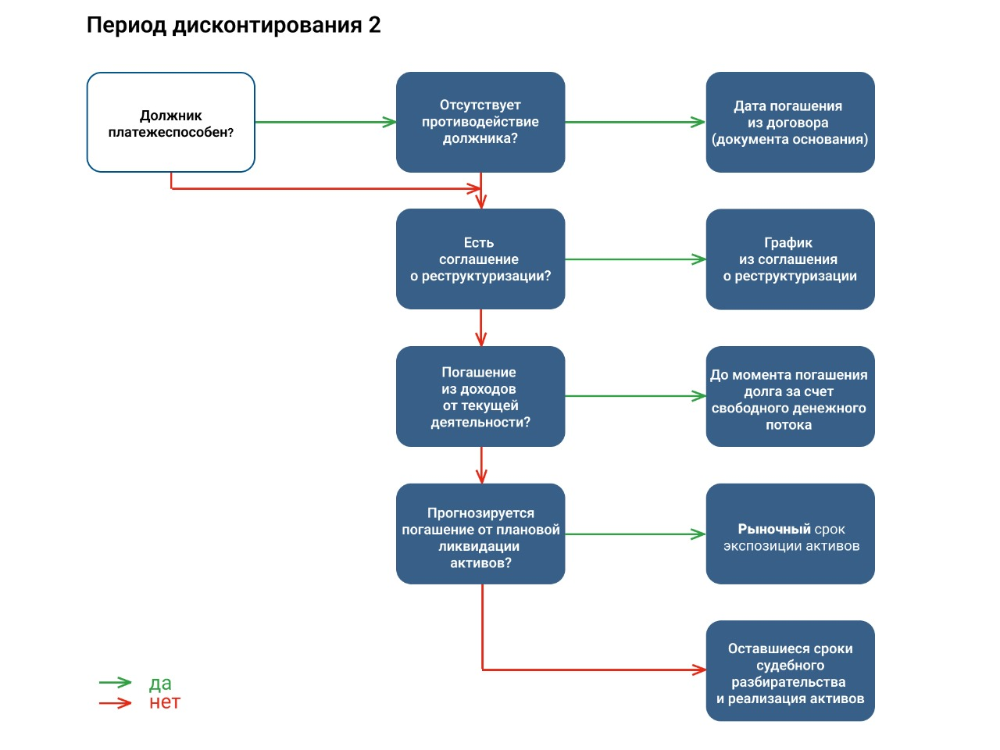 Период дисконтирования 2
Должник
платежеспособен?
Отсутствует
противодействие
должника?
Дата погашения
из договора
(документа основания)
Есть
соглашение
о реструктуризации?
График
из соглашения
о реструктуризации
Погашение
из доходов
от текущей
деятельности?
До момента погашения
долга за счет
свободного денежного
потока
Прогнозируется
погашение от плановой
ликвидации
активов?
Рыночный срок
экспозиции активов
Оставшиеся сроки
судебного
разбирательства
и реализация активов
да
нет